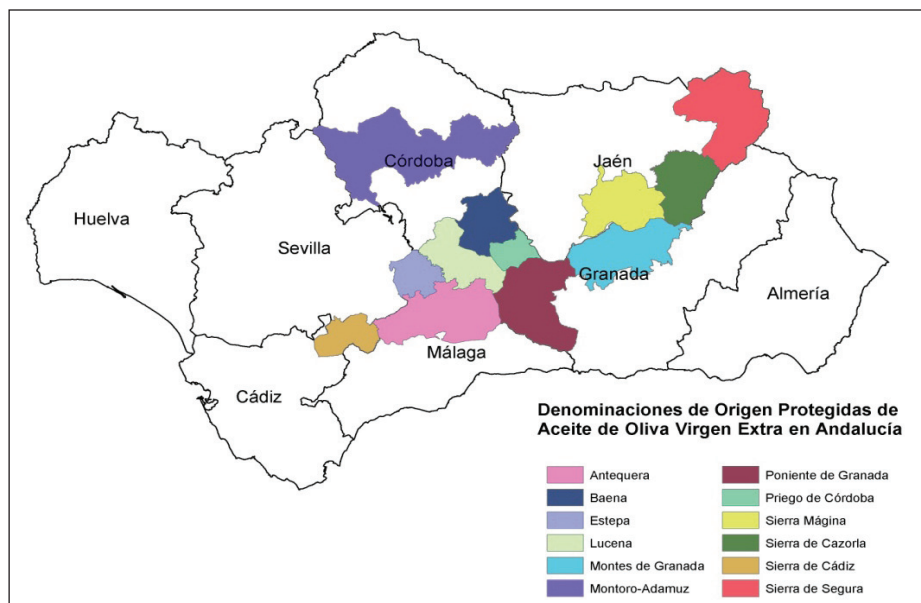 Córdoba
Jaén
Huelva
Sevilla
Granada
Almería
Málaga
Cádiz
Denominaciones de Origen Protegidas de
Aceite de Oliva Virgen Extra en Andalucía
Antequera
Baena
Estepa
Lucena
Montes de Granada
Montoro-Adamuz
Poniente de Granada
Priego de Córdoba
Sierra Mágina
Sierra de Cazorla
Sierra de Cádiz
Sierra de Segura